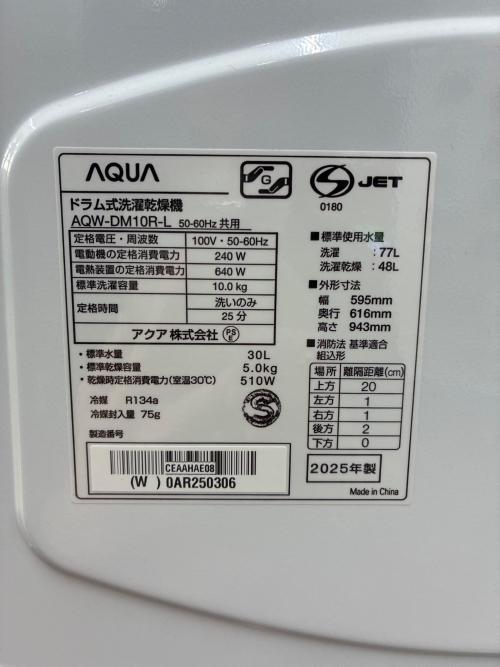 AQUA
G
S JET
0180
ドラム式洗濯乾燥機
AQW-DM10R-L 50-60Hz 共用
定格電圧・周波数 100V・50-60Hz
電動機の定格消費電力 240 W
電熱装置の定格消費電力 640 W
標準洗濯容量 10.0 kg
定格時間 洗いのみ
25 分
アクア 株式会社 PS E
・標準水量 30L
・標準乾燥容量 5.0kg
・乾燥時定格消費電力(室温30℃) 510W
冷媒 R134a
冷媒封入量 75g
製造番号
CEAAHAE08
(W) 0AR250306
■標準使用水量
洗濯 :77L
洗濯乾燥 :48L
■外形寸法
幅 595mm
奥行 616mm
高さ 943mm
■消防法 基準適合
組込形
場所 離隔距離(cm)
上方 20
左方 1
右方 1
後方 2
下方 0
2025年製
Made in China